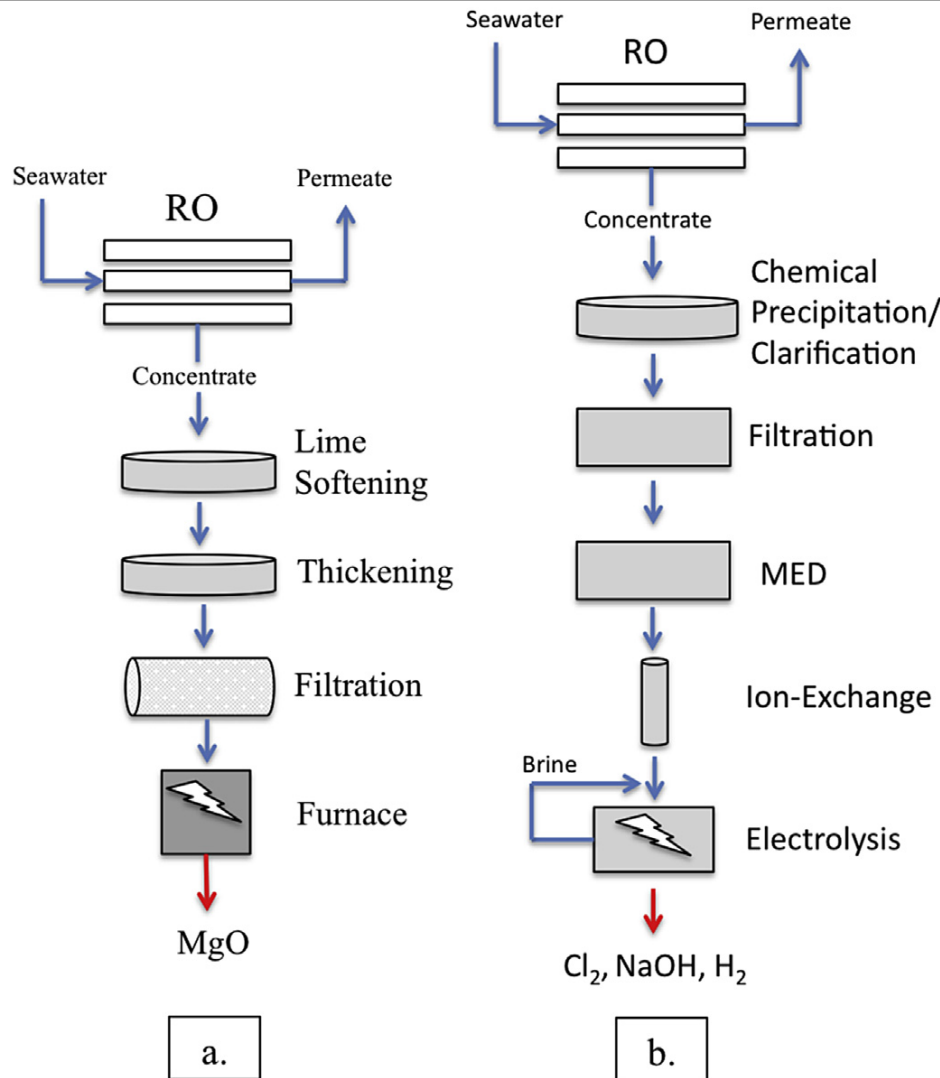 Seawater
Permeate
RO
Concentrate
Lime
Softening
Thickening
Filtration
Furnace
MgO
a.
Seawater
Permeate
RO
Concentrate
Chemical
Precipitation/
Clarification
Filtration
MED
Ion-Exchange
Brine
Electrolysis
Cl₂, NaOH, H₂
b.